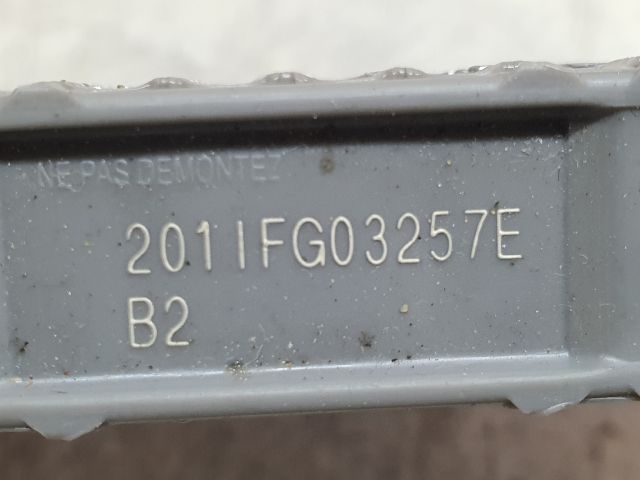 NE PAS DEMONTEZ
2011FG03257E
B2